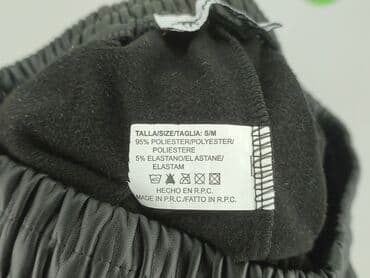 TALLA/SIZE/TAGLIA: S/M
95% POLIESTER/POLYESTER/
POLIESTERE
5% ELASTANO/ELASTANE/
ELASTAM
HECHO EN R.P.C.
MADE IN P.R.C./FATTO IN R.P.C.